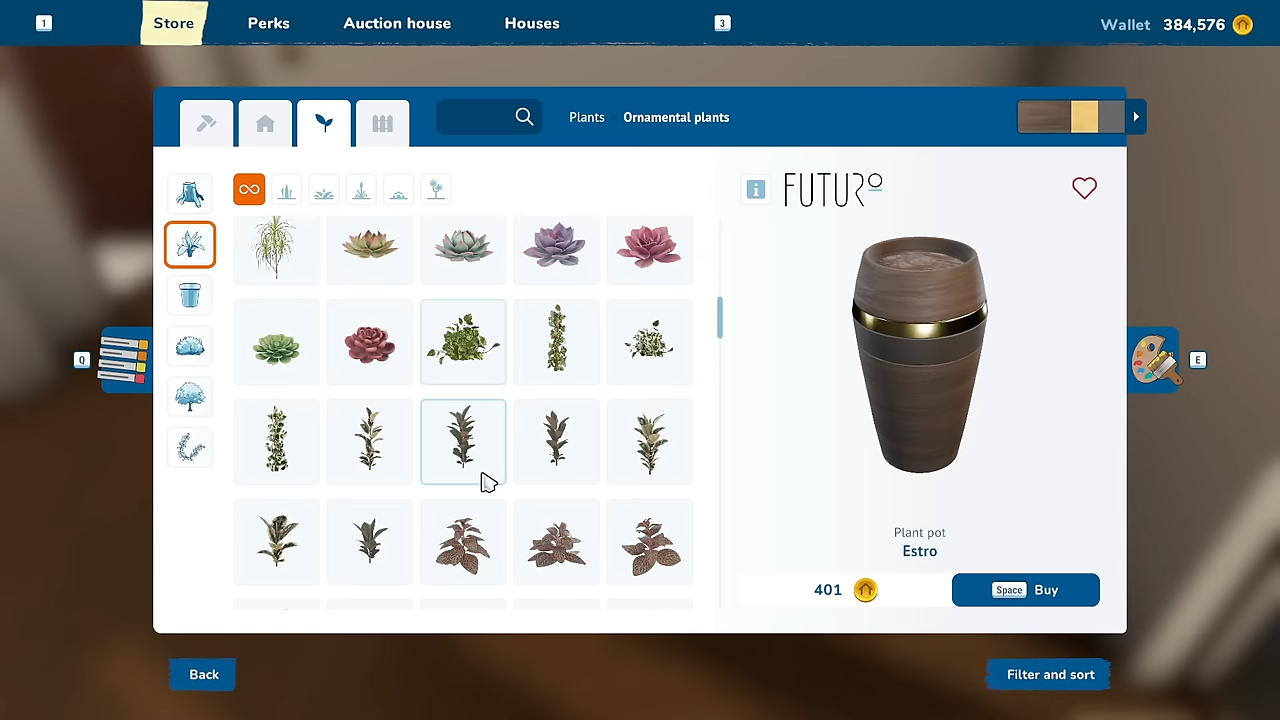 1
Store
Perks
Auction house
Houses
3
Wallet 384,576
Plants Ornamental plants
FUTURO
Q
E
Plant pot
Estro
401
Space Buy
Back
Filter and sort